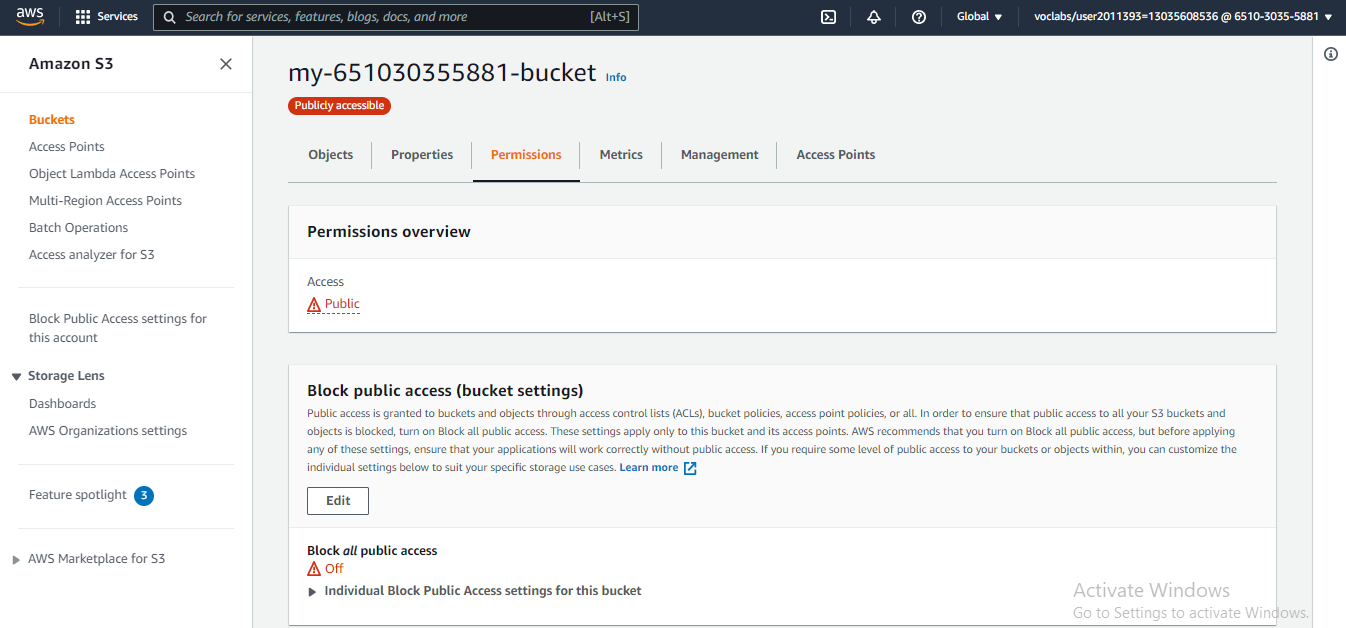 aws
Services
Search for services, features, blogs, docs, and more
[Alt+S]
Global
voclabs/user2011393=13035608536 @ 6510-3035-5881
Amazon S3
Buckets
Access Points
Object Lambda Access Points
Multi-Region Access Points
Batch Operations
Access analyzer for S3
Block Public Access settings for
this account
Storage Lens
Dashboards
AWS Organizations settings
Feature spotlight 3
AWS Marketplace for S3
my-651030355881-bucket Info
Publicly accessible
Objects
Properties
Permissions
Metrics
Management
Access Points
Permissions overview
Access
Public
Block public access (bucket settings)
Public access is granted to buckets and objects through access control lists (ACLs), bucket policies, access point policies, or all. In order to ensure that public access to all your S3 buckets and
objects is blocked, turn on Block all public access. These settings apply only to this bucket and its access points. AWS recommends that you turn on Block all public access, but before applying
any of these settings, ensure that your applications will work correctly without public access. If you require some level of public access to your buckets or objects within, you can customize the
individual settings below to suit your specific storage use cases. Learn more
Edit
Block all public access
Off
Individual Block Public Access settings for this bucket
Activate Windows
Go to Settings to activate Windows.